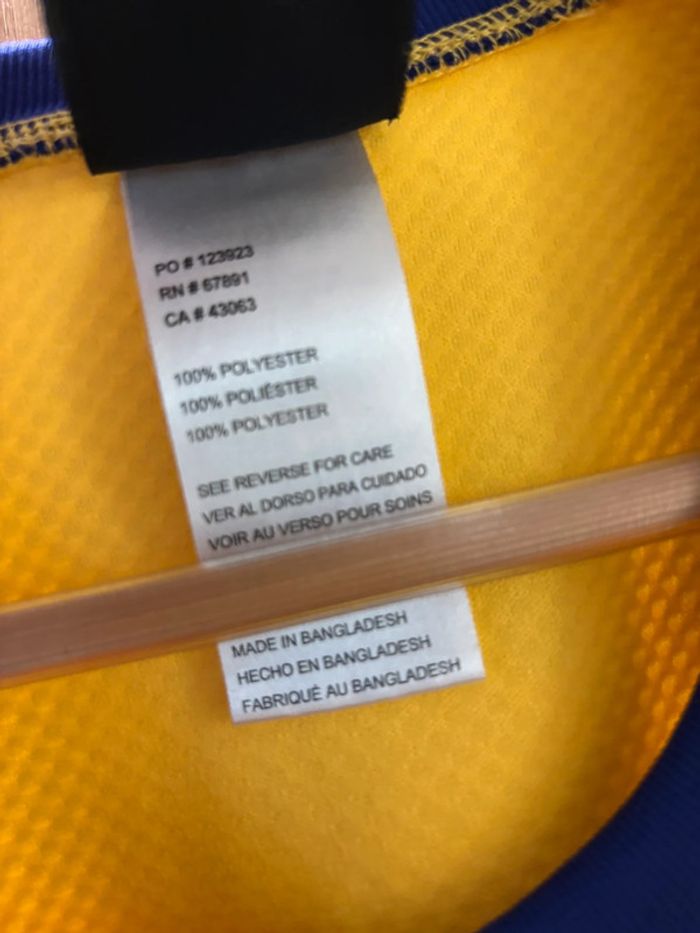 PO # 123923
RN # 67891
CA # 43063
100% POLYESTER
100% POLIÉSTER
100% POLYESTER
SEE REVERSE FOR CARE
VER AL DORSO PARA CUIDADO
VOIR AU VERSO POUR SOINS
MADE IN BANGLADESH
HECHO EN BANGLADESH
FABRIQUÉ AU BANGLADESH